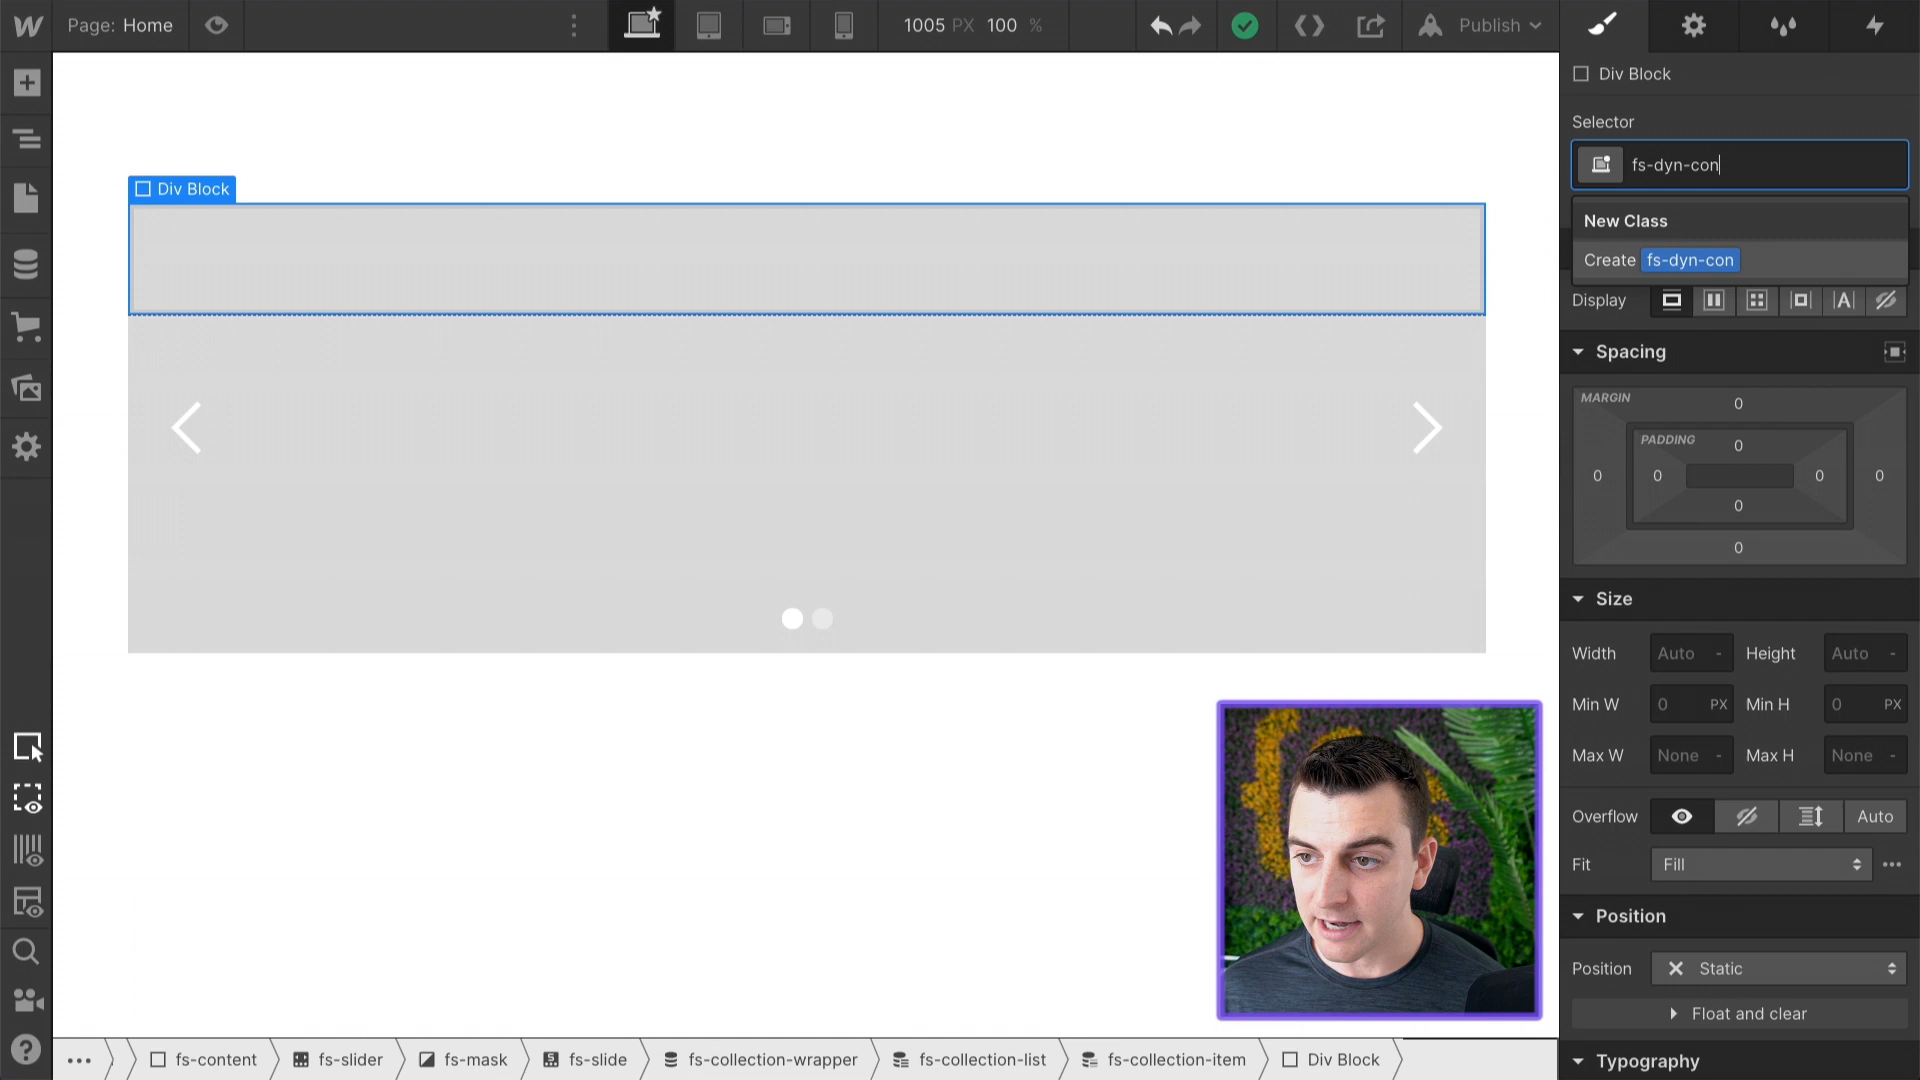 Page: Home
1005 PX 100 %
Publish
Div Block
Selector
fs-dyn-con
New Class
Create fs-dyn-con
Display
Spacing
MARGIN
0
PADDING
0
0 0 0 0
0
0
Size
Width Auto - Height Auto -
Min W 0 PX Min H 0 PX
Max W None - Max H None -
Overflow Auto
Fit Fill
Position
Position Static
Float and clear
Typography
Div Block
fs-content fs-slider fs-mask fs-slide fs-collection-wrapper fs-collection-list fs-collection-item Div Block